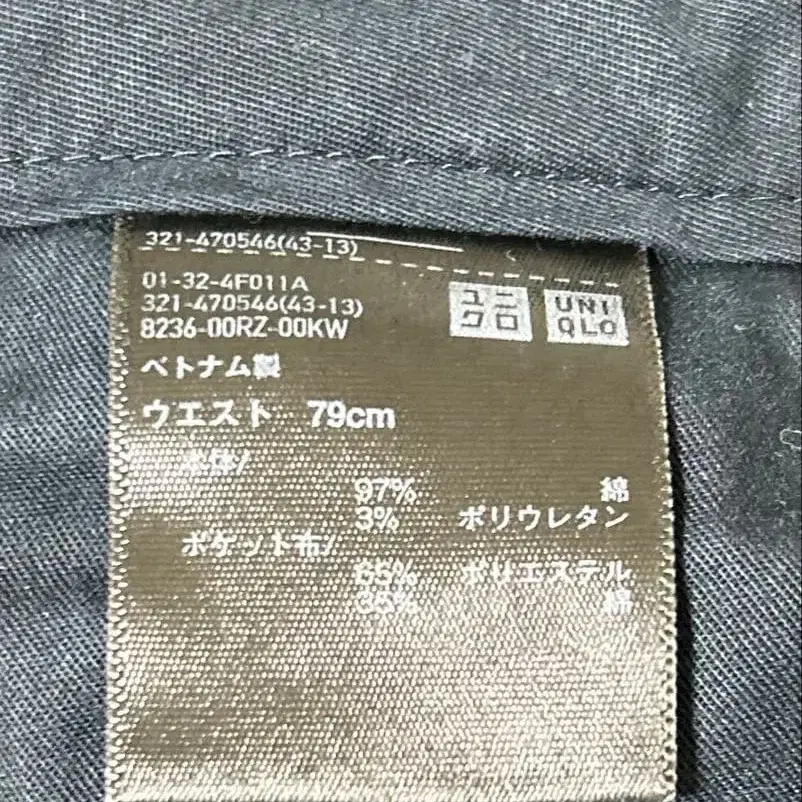 321-470546(43-13)
01-32-4F011A
321-470546(43-13)
8236-00RZ-00KW
ユニ
クロ
UNI
QLO
ベトナム製
ウエスト 79cm
本体/
97% 綿
3% ポリウレタン
ポケット布/
65% ポリエステル
35% 綿